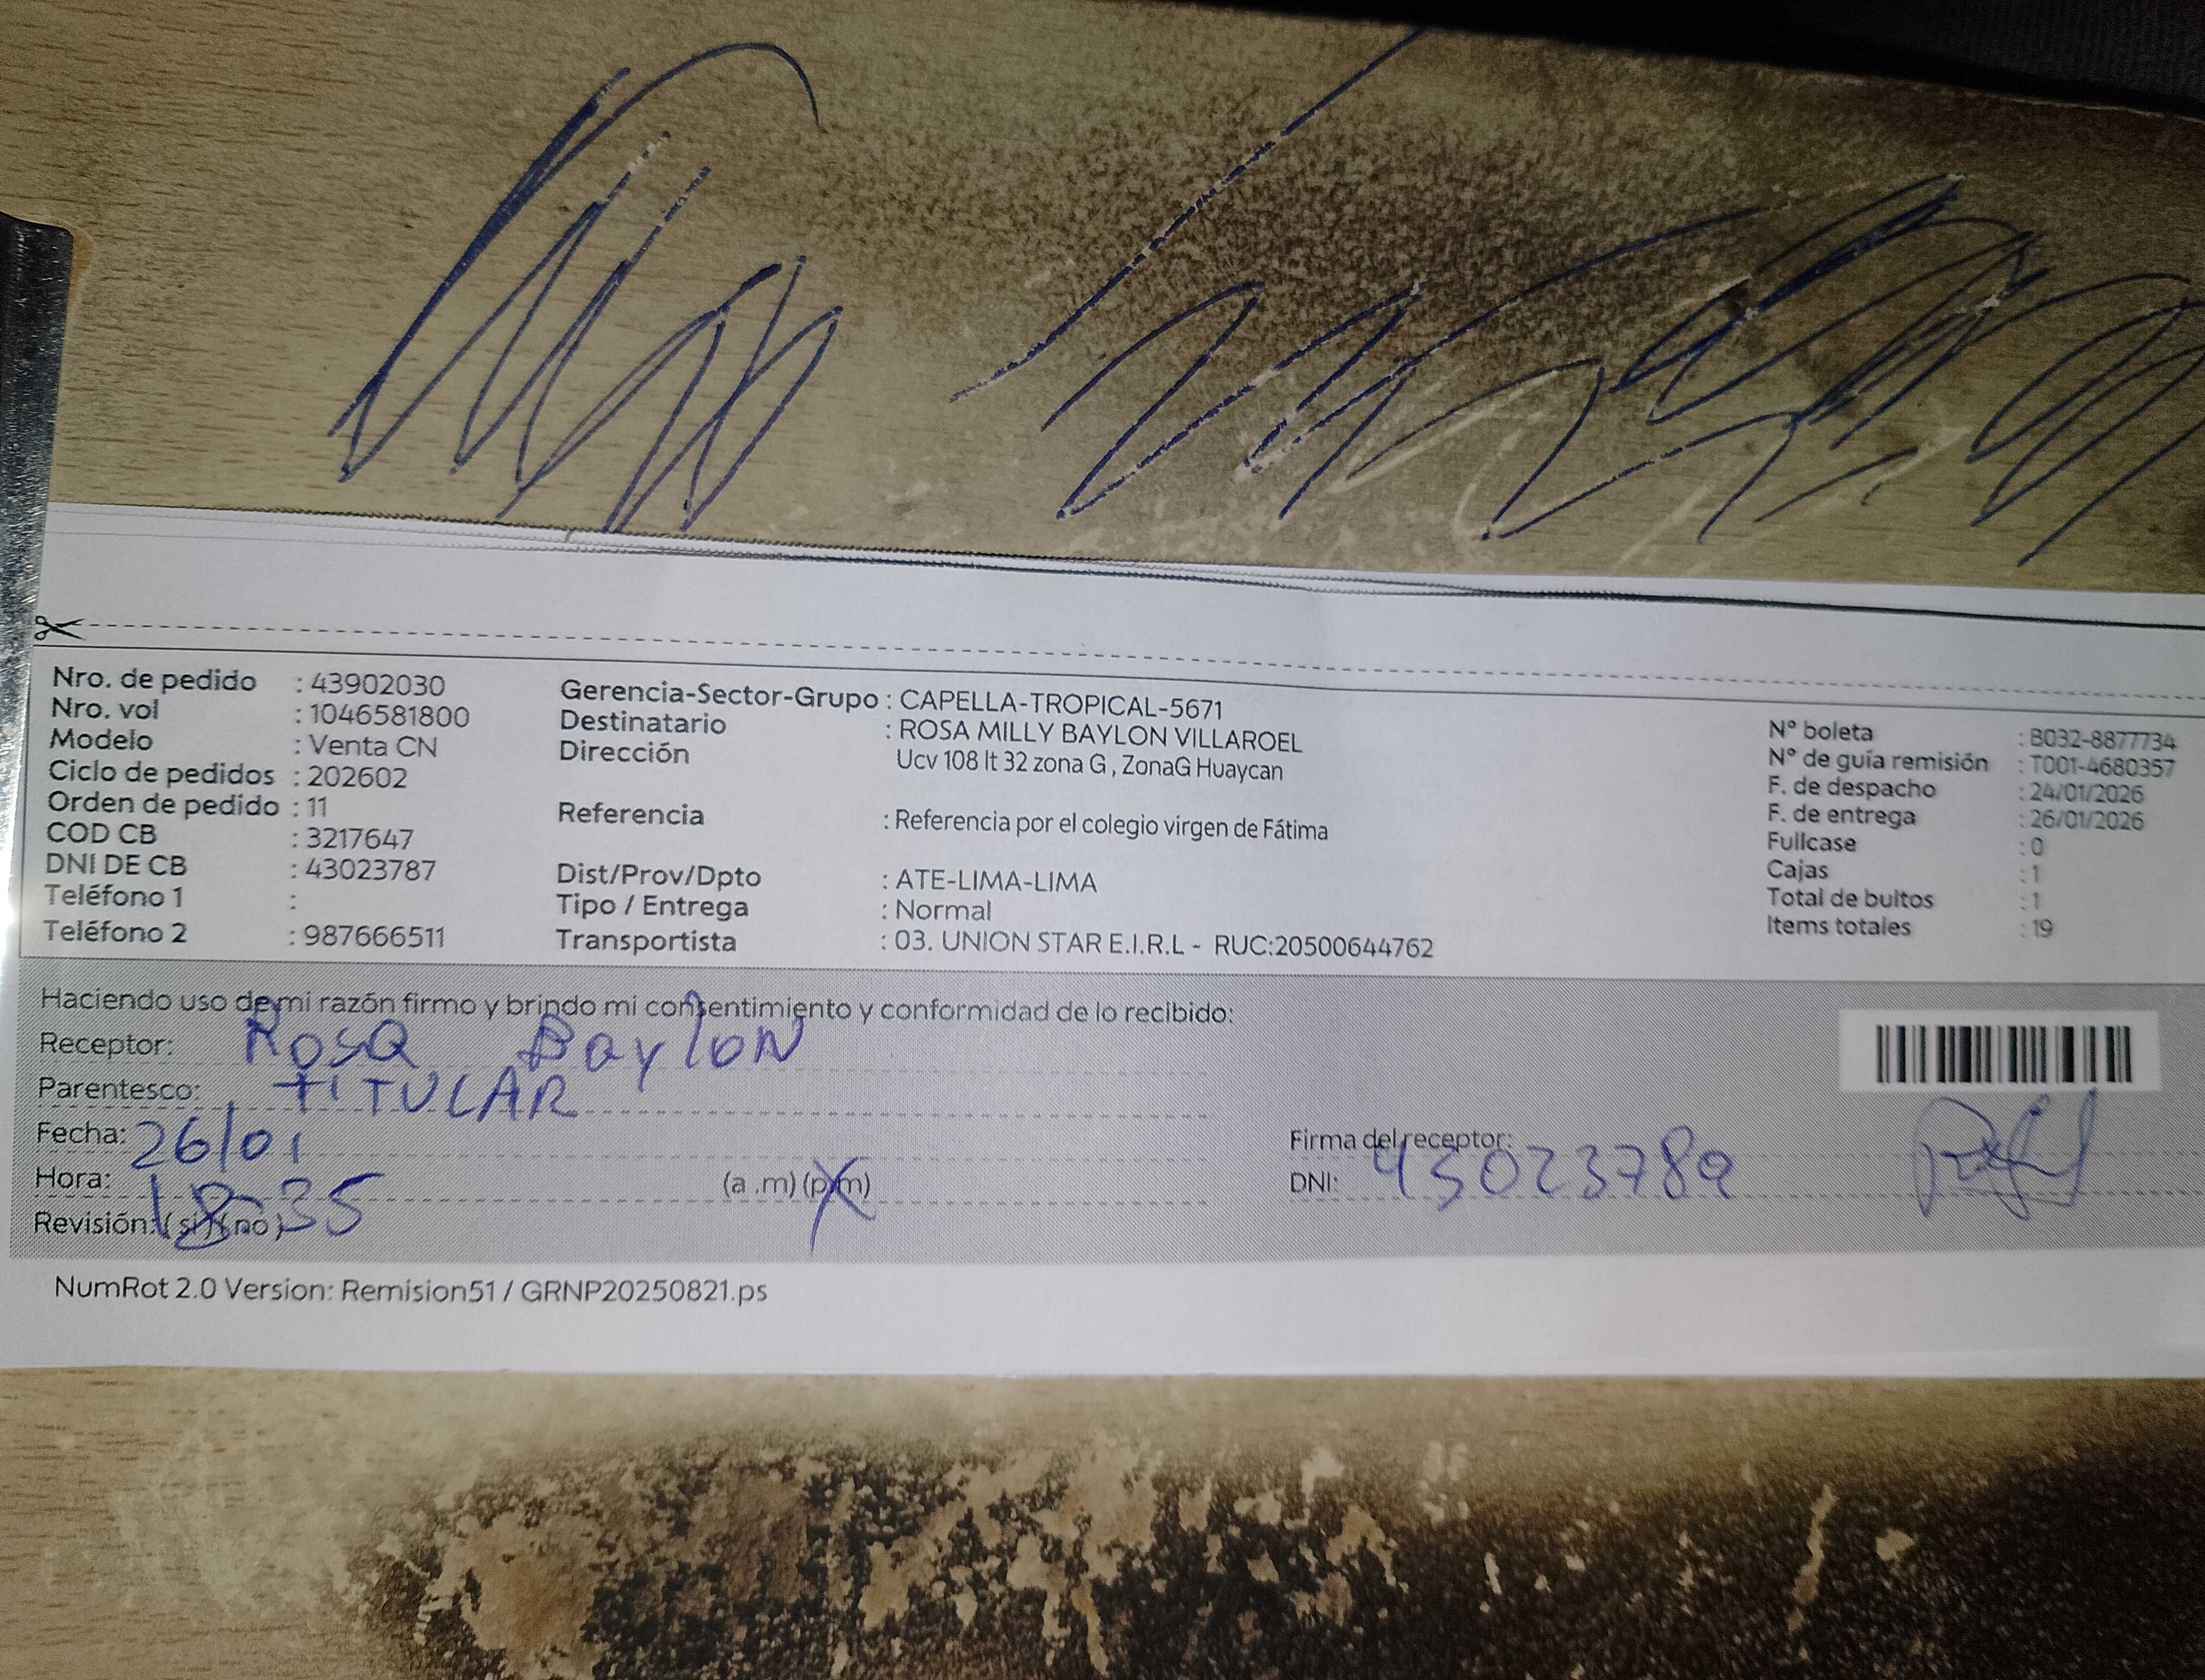 Nro. de pedido : 43902030
Nro. vol : 1046581800
Modelo : Venta CN
Ciclo de pedidos : 202602
Orden de pedido : 11
COD CB : 3217647
DNI DE CB : 43023787
Teléfono 1 :
Teléfono 2 : 987666511
Gerencia-Sector-Grupo : CAPELLA-TROPICAL-5671
Destinatario : ROSA MILLY BAYLON VILLAROEL
Dirección Ucv 108 lt 32 zona G , ZonaG Huaycan
Referencia : Referencia por el colegio virgen de Fátima
Dist/Prov/Dpto : ATE-LIMA-LIMA
Tipo / Entrega : Normal
Transportista : 03. UNION STAR E.I.R.L - RUC:20500644762
N° boleta : B032-8877734
N° de guía remisión : T001-4680357
F. de despacho : 24/01/2026
F. de entrega : 26/01/2026
Fullcase : 0
Cajas : 1
Total de bultos : 1
Items totales : 19
Haciendo uso de mi razón firmo y brindo mi consentimiento y conformidad de lo recibido:
Receptor: Rosa Baylon
Parentesco: TITULAR
Fecha: 26/01
Hora: 18:35 (a .m) (p.m)
Revisión: ( si ) ( no )
Firma del receptor:
DNI: 43023789
NumRot 2.0 Version: Remision51 / GRNP20250821.ps